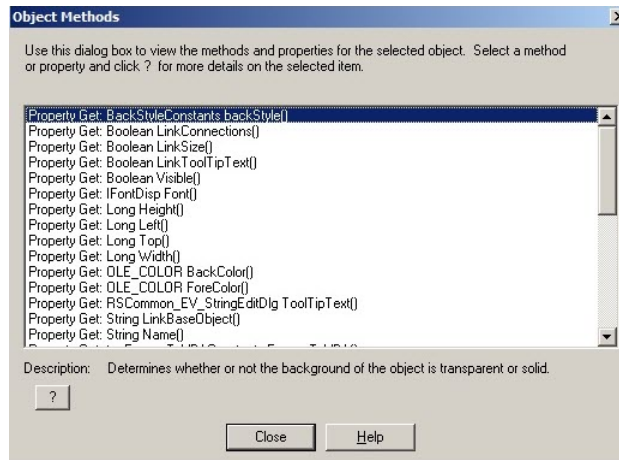 Object Methods
Use this dialog box to view the methods and properties for the selected object. Select a method
or property and click ? for more details on the selected item.
Property Get: BackStyleConstants backStyle()
Property Get: Boolean LinkConnections()
Property Get: Boolean LinkSize()
Property Get: Boolean LinkToolTipText()
Property Get: Boolean Visible()
Property Get: IFontDisp Font()
Property Get: Long Height()
Property Get: Long Left()
Property Get: Long Top()
Property Get: Long Width()
Property Get: OLE_COLOR BackColor()
Property Get: OLE_COLOR ForeColor()
Property Get: RSCommon_EV_StringEditDlg ToolTipText()
Property Get: String LinkBaseObject()
Property Get: String Name()
Description: Determines whether or not the background of the object is transparent or solid.
?
Close Help